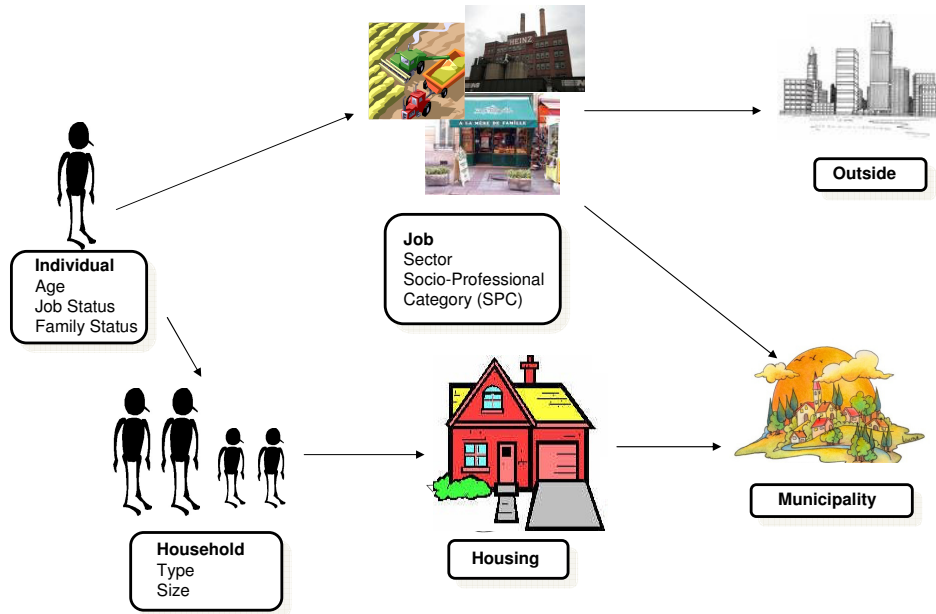 HEINZ
A LA MÈRE DE FAMILLE
Outside
Individual
Age
Job Status
Family Status
Job
Sector
Socio-Professional
Category (SPC)
Municipality
Household
Type
Size
Housing